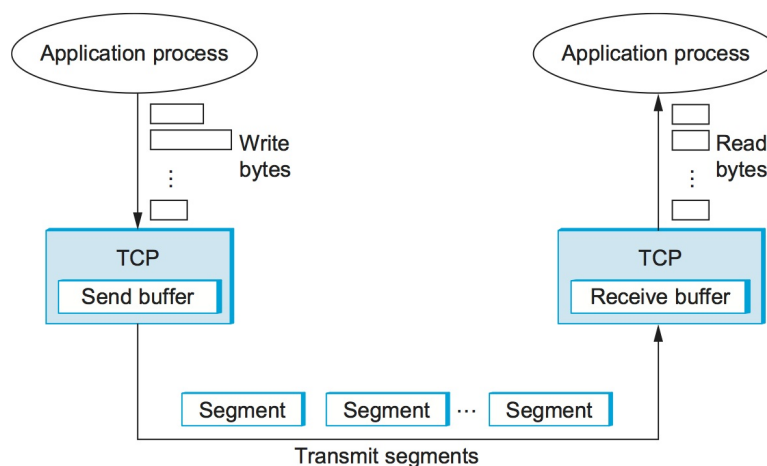 Application process
Application process
Write
bytes
Read
bytes
...
...
TCP
TCP
Send buffer
Receive buffer
Segment
Segment
...
Segment
Transmit segments